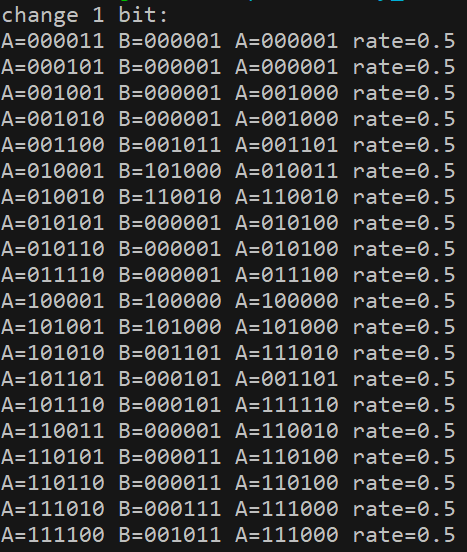 change 1 bit:
A=000011 B=000001 A=000001 rate=0.5
A=000101 B=000001 A=000001 rate=0.5
A=001001 B=000001 A=001000 rate=0.5
A=001010 B=000001 A=001000 rate=0.5
A=001100 B=001011 A=001101 rate=0.5
A=010001 B=101000 A=010011 rate=0.5
A=010010 B=110010 A=110010 rate=0.5
A=010101 B=000001 A=010100 rate=0.5
A=010110 B=000001 A=010100 rate=0.5
A=011110 B=000001 A=011100 rate=0.5
A=100001 B=100000 A=100000 rate=0.5
A=101001 B=101000 A=101000 rate=0.5
A=101010 B=001101 A=111010 rate=0.5
A=101101 B=000101 A=001101 rate=0.5
A=101110 B=000101 A=111110 rate=0.5
A=110011 B=000001 A=110010 rate=0.5
A=110101 B=000011 A=110100 rate=0.5
A=110110 B=000011 A=110100 rate=0.5
A=111010 B=000111 A=111000 rate=0.5
A=111100 B=001011 A=111000 rate=0.5